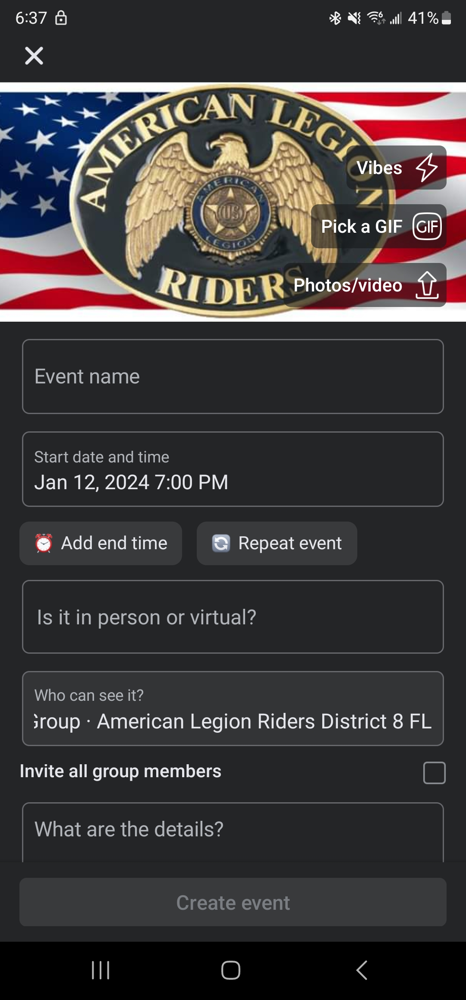 6:37
41%
AMERICAN LEGION
AMERICAN
US
LEGION
RIDERS
Vibes
Pick a GIF GIF
Photos/video
Event name
Start date and time
Jan 12, 2024 7:00 PM
Add end time
Repeat event
Is it in person or virtual?
Who can see it?
Group · American Legion Riders District 8 FL
Invite all group members
What are the details?
Create event